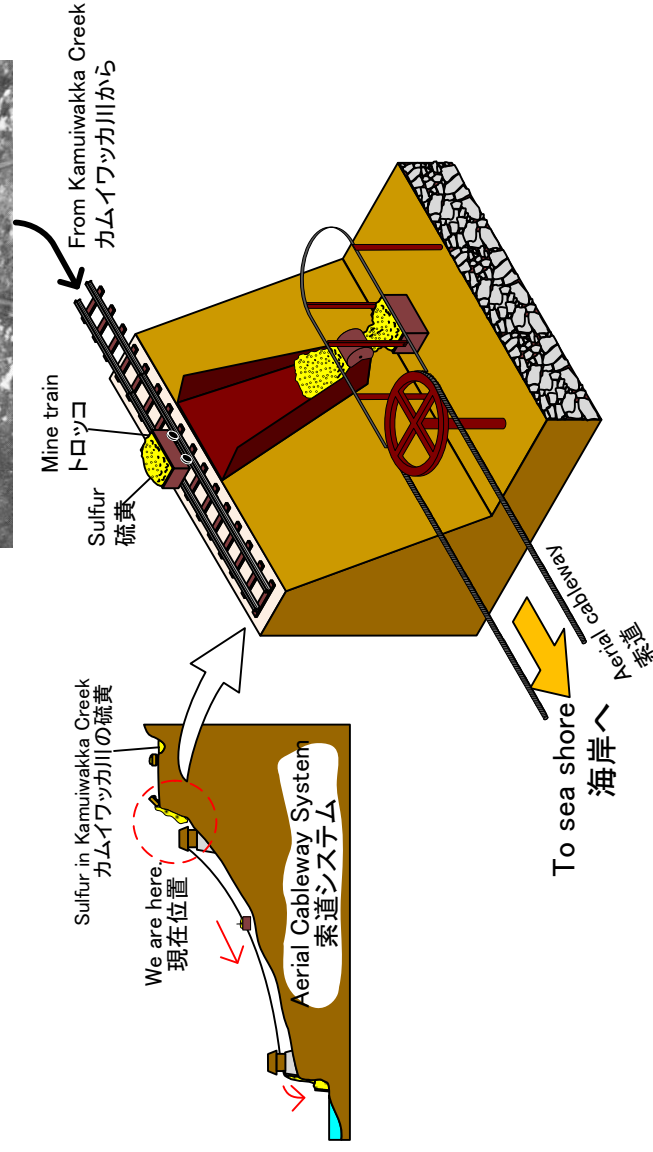 From Kamuiwakka Creek
カムイワッカ川から
Mine train
トロッコ
Sulfur
硫黄
Sulfur in Kamuiwakka Creek
カムイワッカ川の硫黄
We are here.
現在位置
Aerial Cableway System
索道システム
Aerial cableway
索道
To sea shore
海岸へ